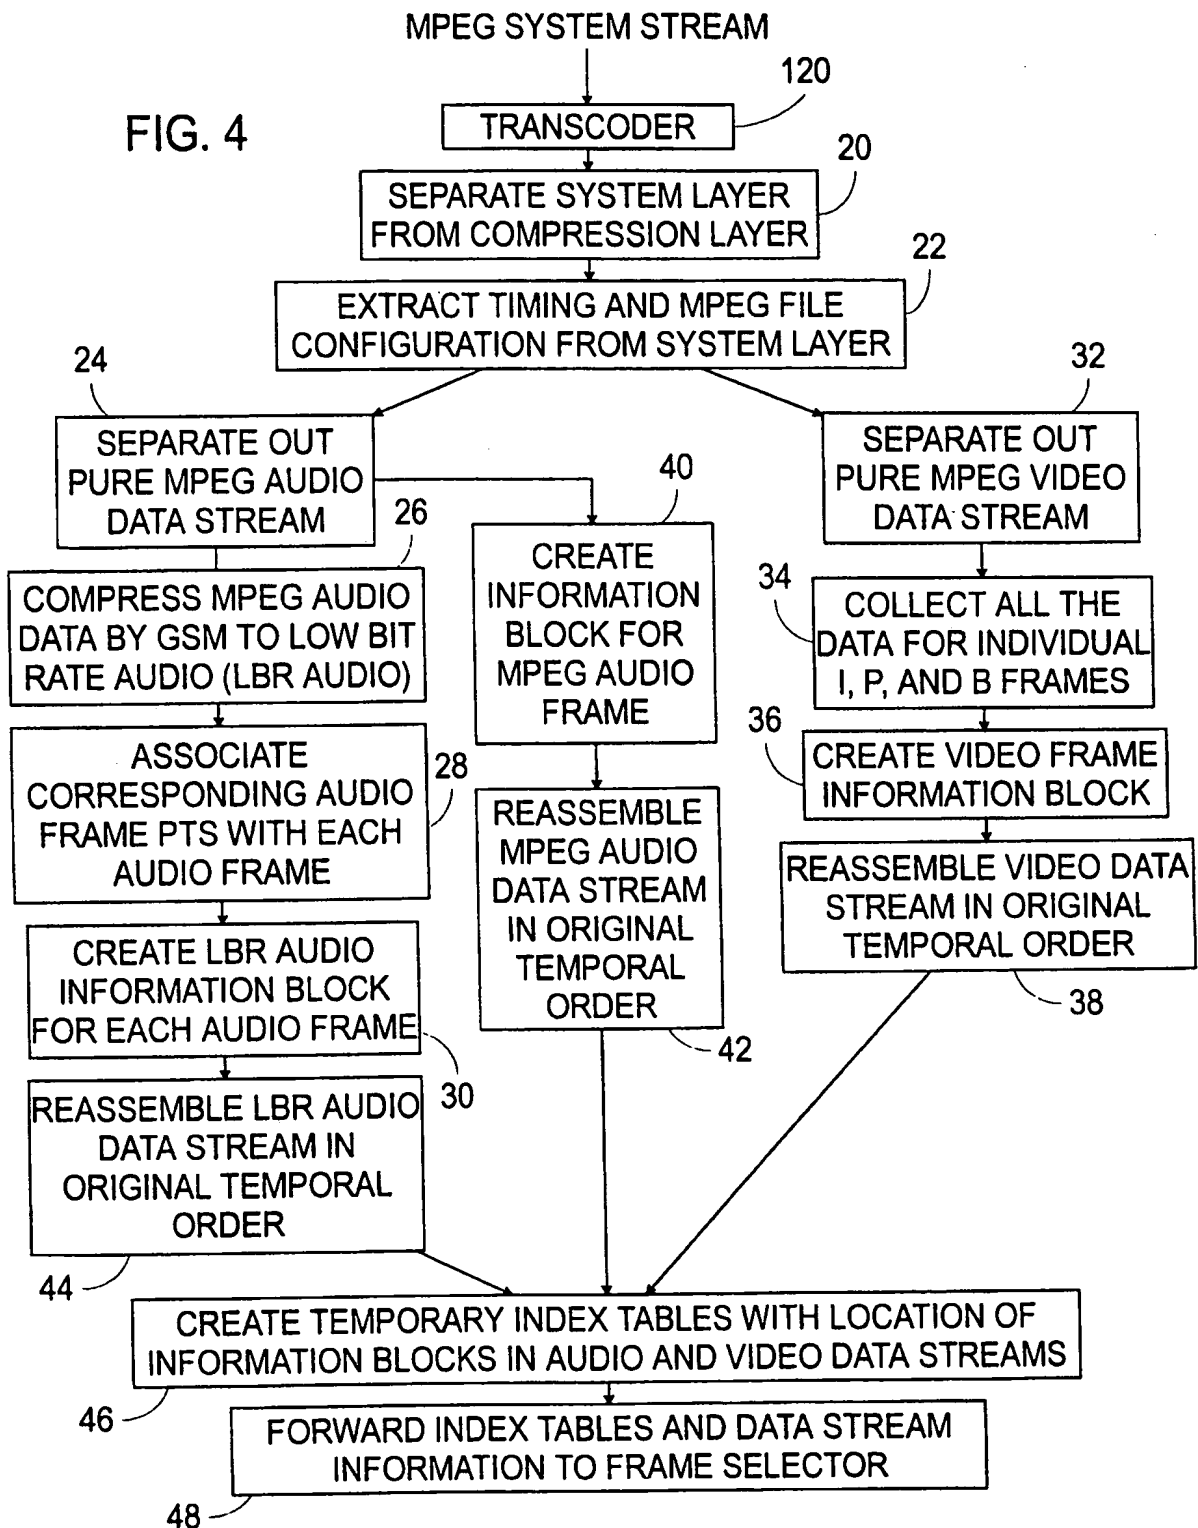 MPEG SYSTEM STREAM
FIG. 4
120
TRANSCODER
20
SEPARATE SYSTEM LAYER
FROM COMPRESSION LAYER
22
EXTRACT TIMING AND MPEG FILE
CONFIGURATION FROM SYSTEM LAYER
24
SEPARATE OUT
PURE MPEG AUDIO
DATA STREAM
26
COMPRESS MPEG AUDIO
DATA BY GSM TO LOW BIT
RATE AUDIO (LBR AUDIO)
ASSOCIATE
CORRESPONDING AUDIO
FRAME PTS WITH EACH
AUDIO FRAME
28
CREATE LBR AUDIO
INFORMATION BLOCK
FOR EACH AUDIO FRAME
30
REASSEMBLE LBR AUDIO
DATA STREAM IN
ORIGINAL TEMPORAL
ORDER
44
40
CREATE
INFORMATION
BLOCK FOR
MPEG AUDIO
FRAME
REASSEMBLE
MPEG AUDIO
DATA STREAM
IN ORIGINAL
TEMPORAL
ORDER
42
32
SEPARATE OUT
PURE MPEG VIDEO
DATA STREAM
34
COLLECT ALL THE
DATA FOR INDIVIDUAL
I, P, AND B FRAMES
36
CREATE VIDEO FRAME
INFORMATION BLOCK
REASSEMBLE VIDEO DATA
STREAM IN ORIGINAL
TEMPORAL ORDER
38
CREATE TEMPORARY INDEX TABLES WITH LOCATION OF
INFORMATION BLOCKS IN AUDIO AND VIDEO DATA STREAMS
46
FORWARD INDEX TABLES AND DATA STREAM
INFORMATION TO FRAME SELECTOR
48